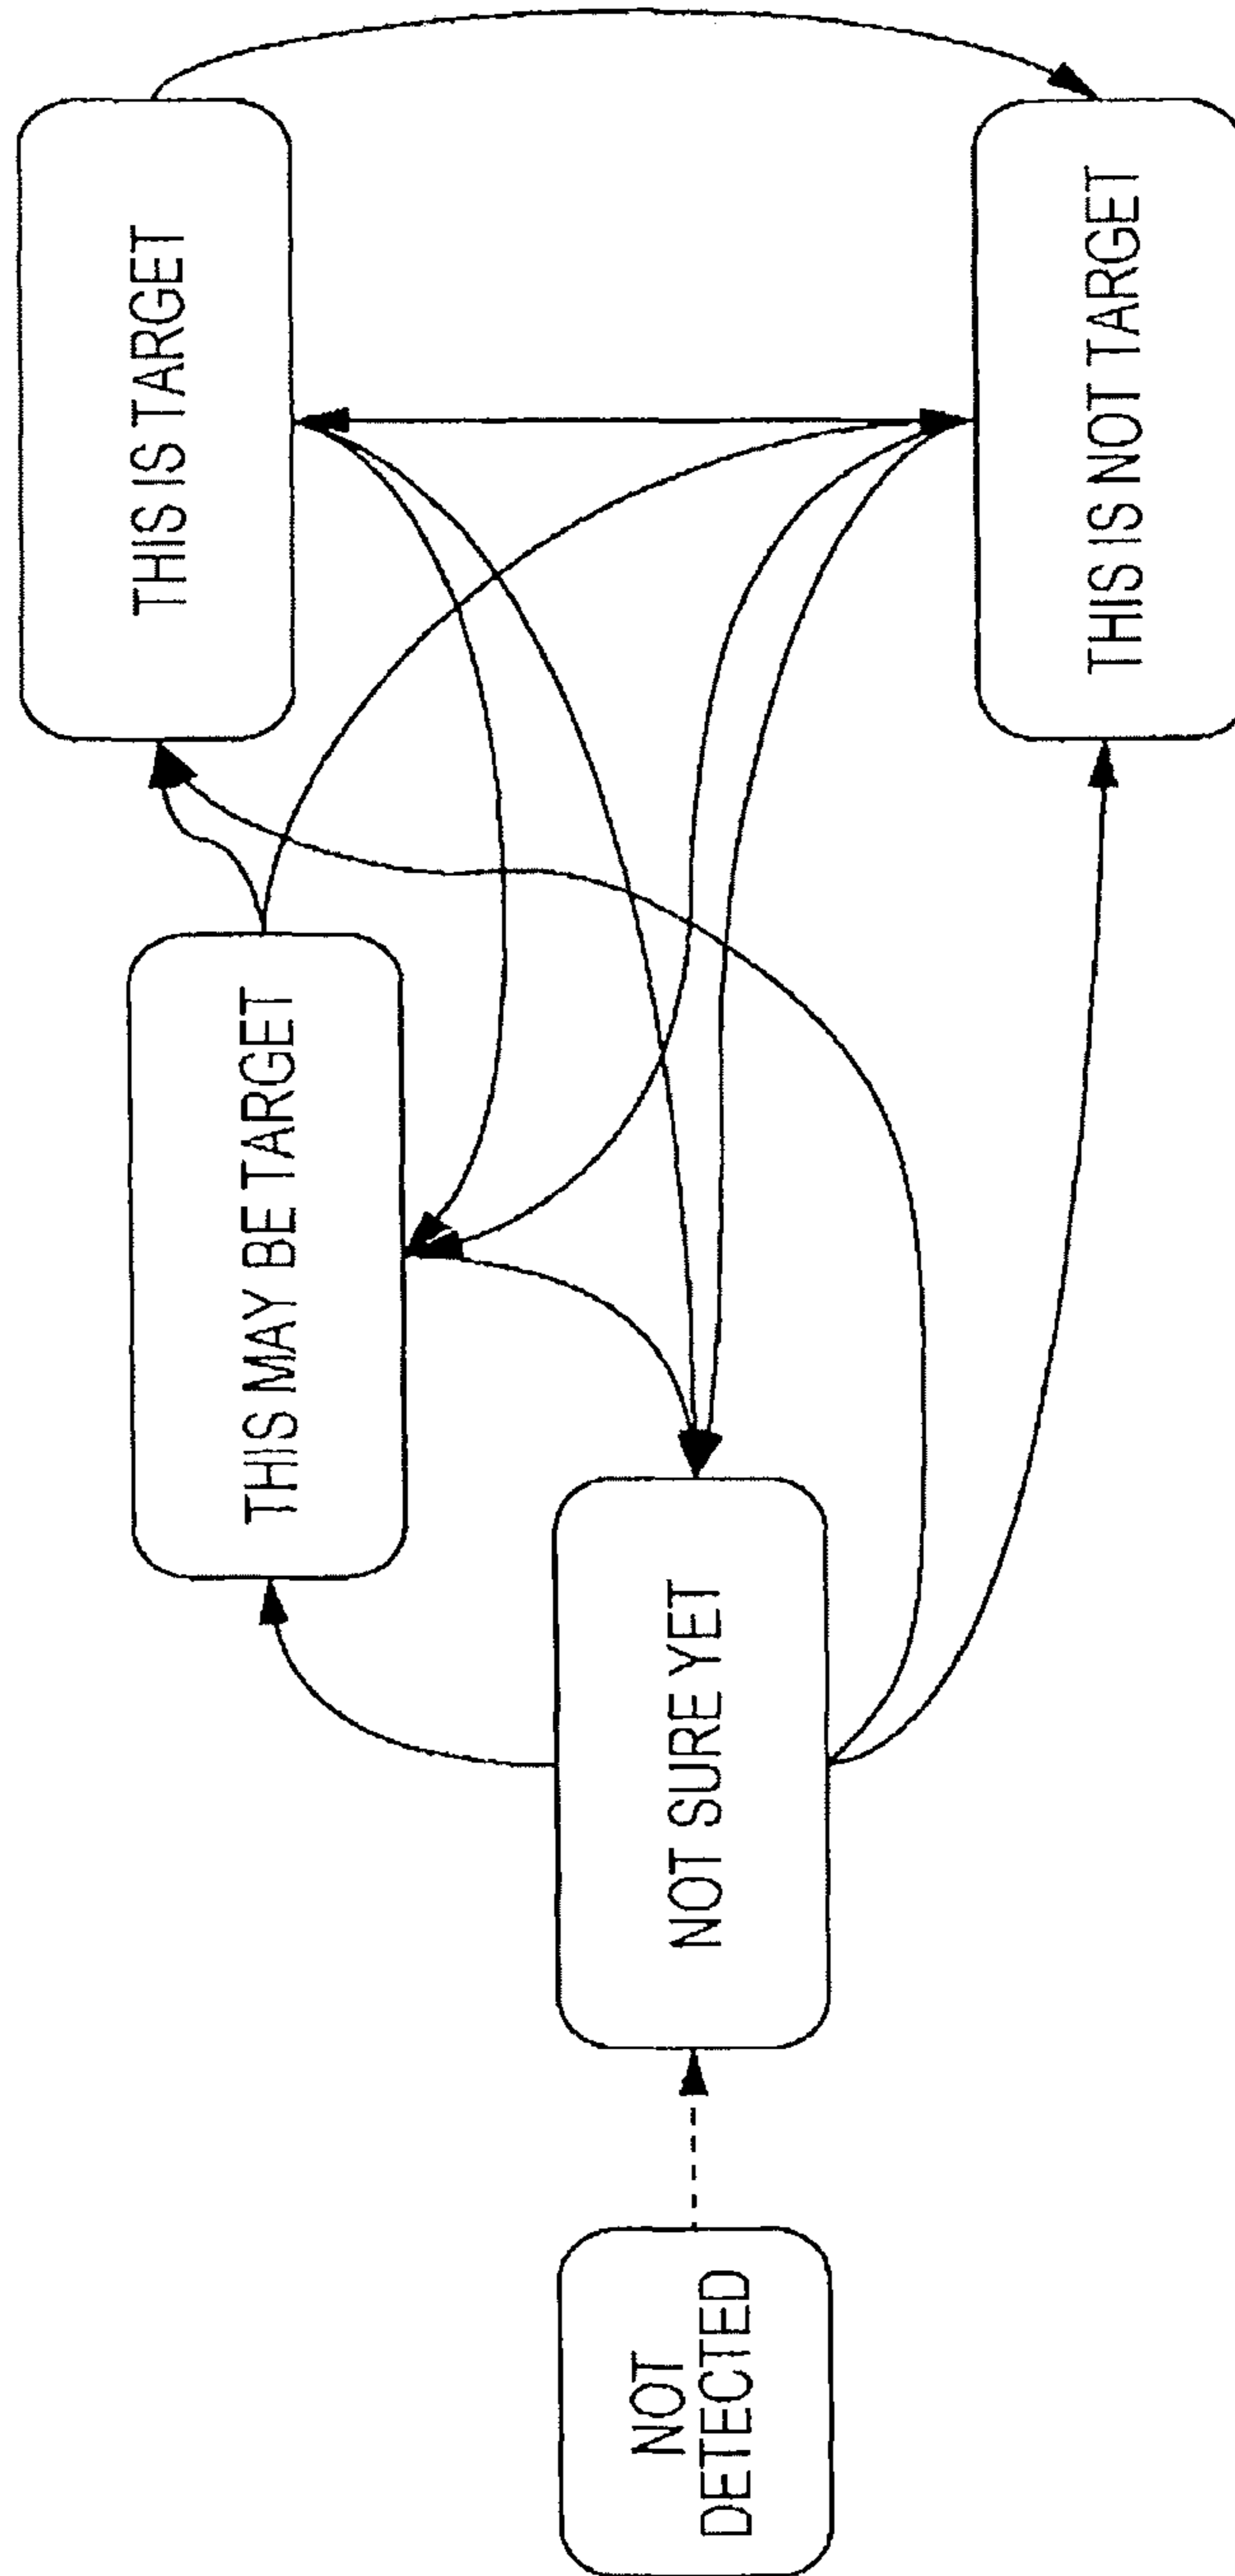 NOT
DETECTED
NOT SURE YET
THIS MAY BE TARGET
THIS IS TARGET
THIS IS NOT TARGET